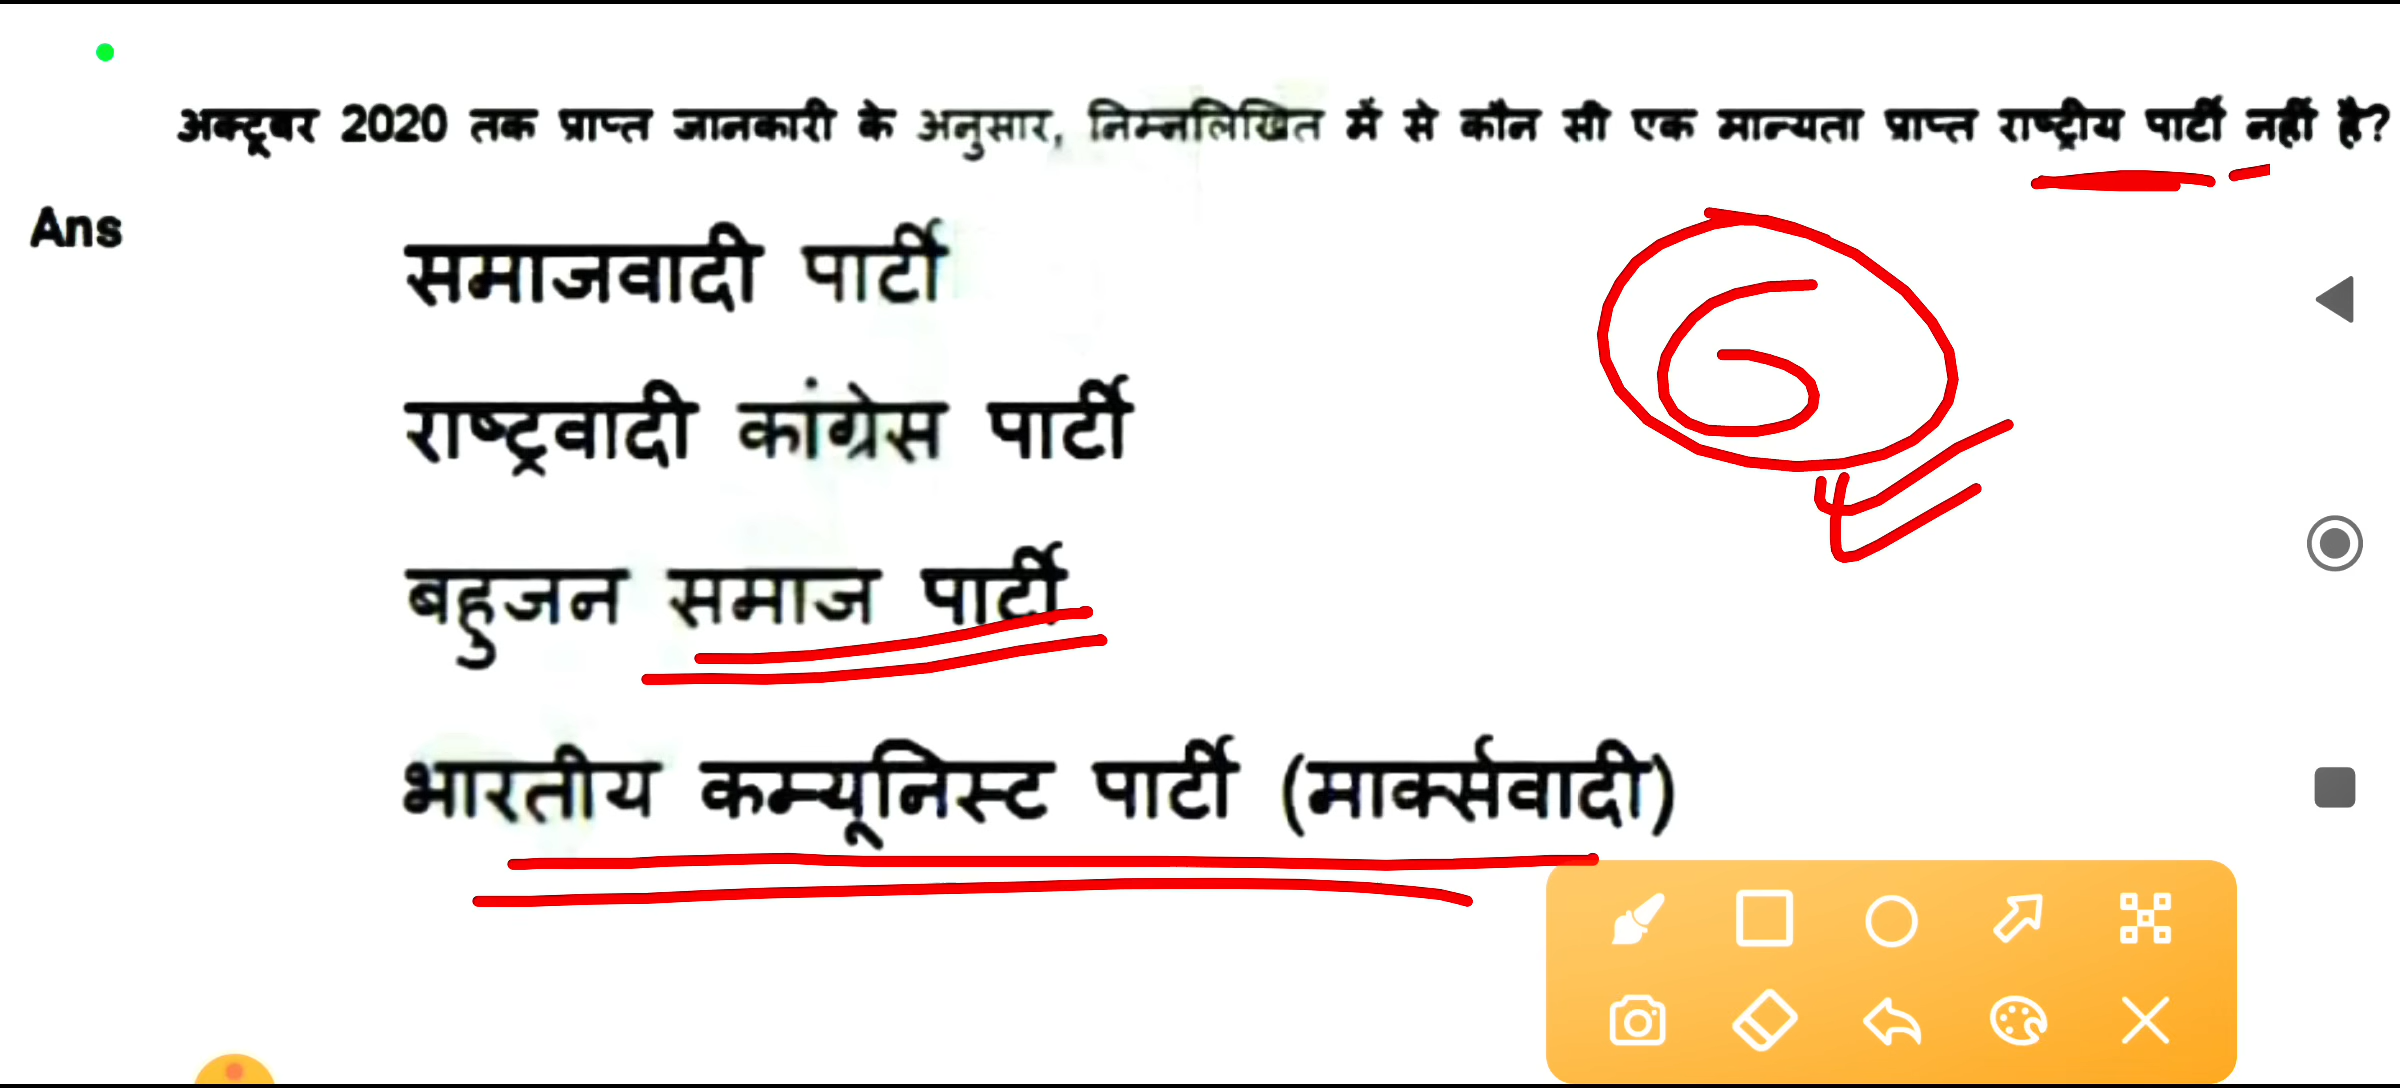 अक्टूबर 2020 तक प्राप्त जानकारी के अनुसार, निम्नलिखित में से कौन सी एक मान्यता प्राप्त राष्ट्रीय पार्टी नहीं है?
Ans
समाजवादी पार्टी
राष्ट्रवादी कांग्रेस पार्टी
6
बहुजन समाज पार्टी
भारतीय कम्यूनिस्ट पार्टी (मार्क्सवादी)